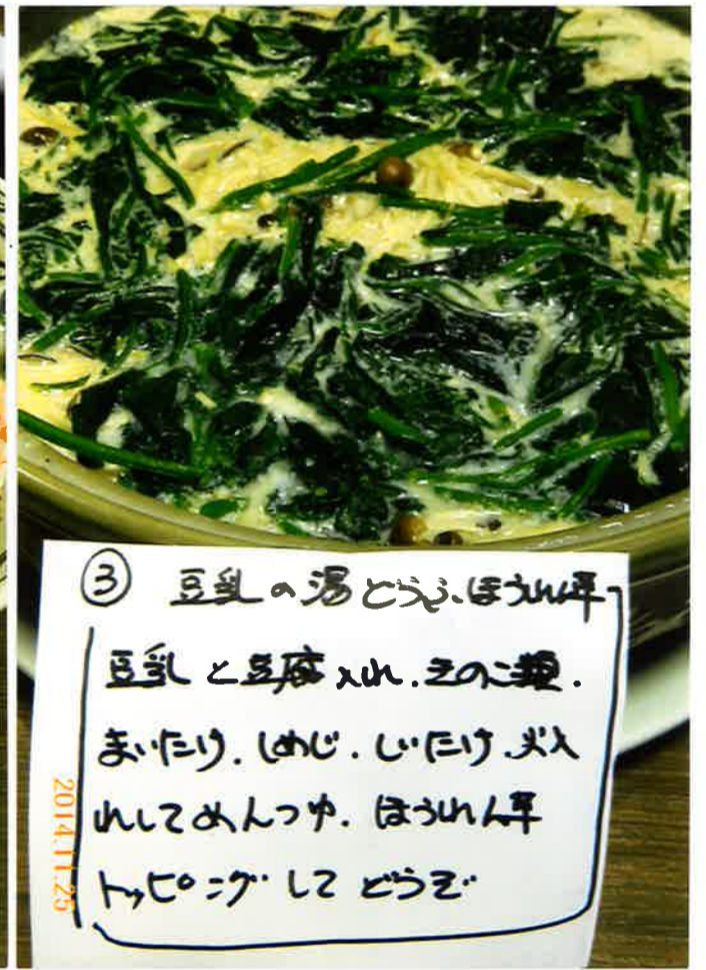 ③ 豆乳の湯どうふ.ほうれん草
豆乳と豆腐入れ.きのこ類.
まいたけ.しめじ.しいたけ.火入
れしてめんつゆ.ほうれん草
トッピングしてどうぞ
2014.11.25